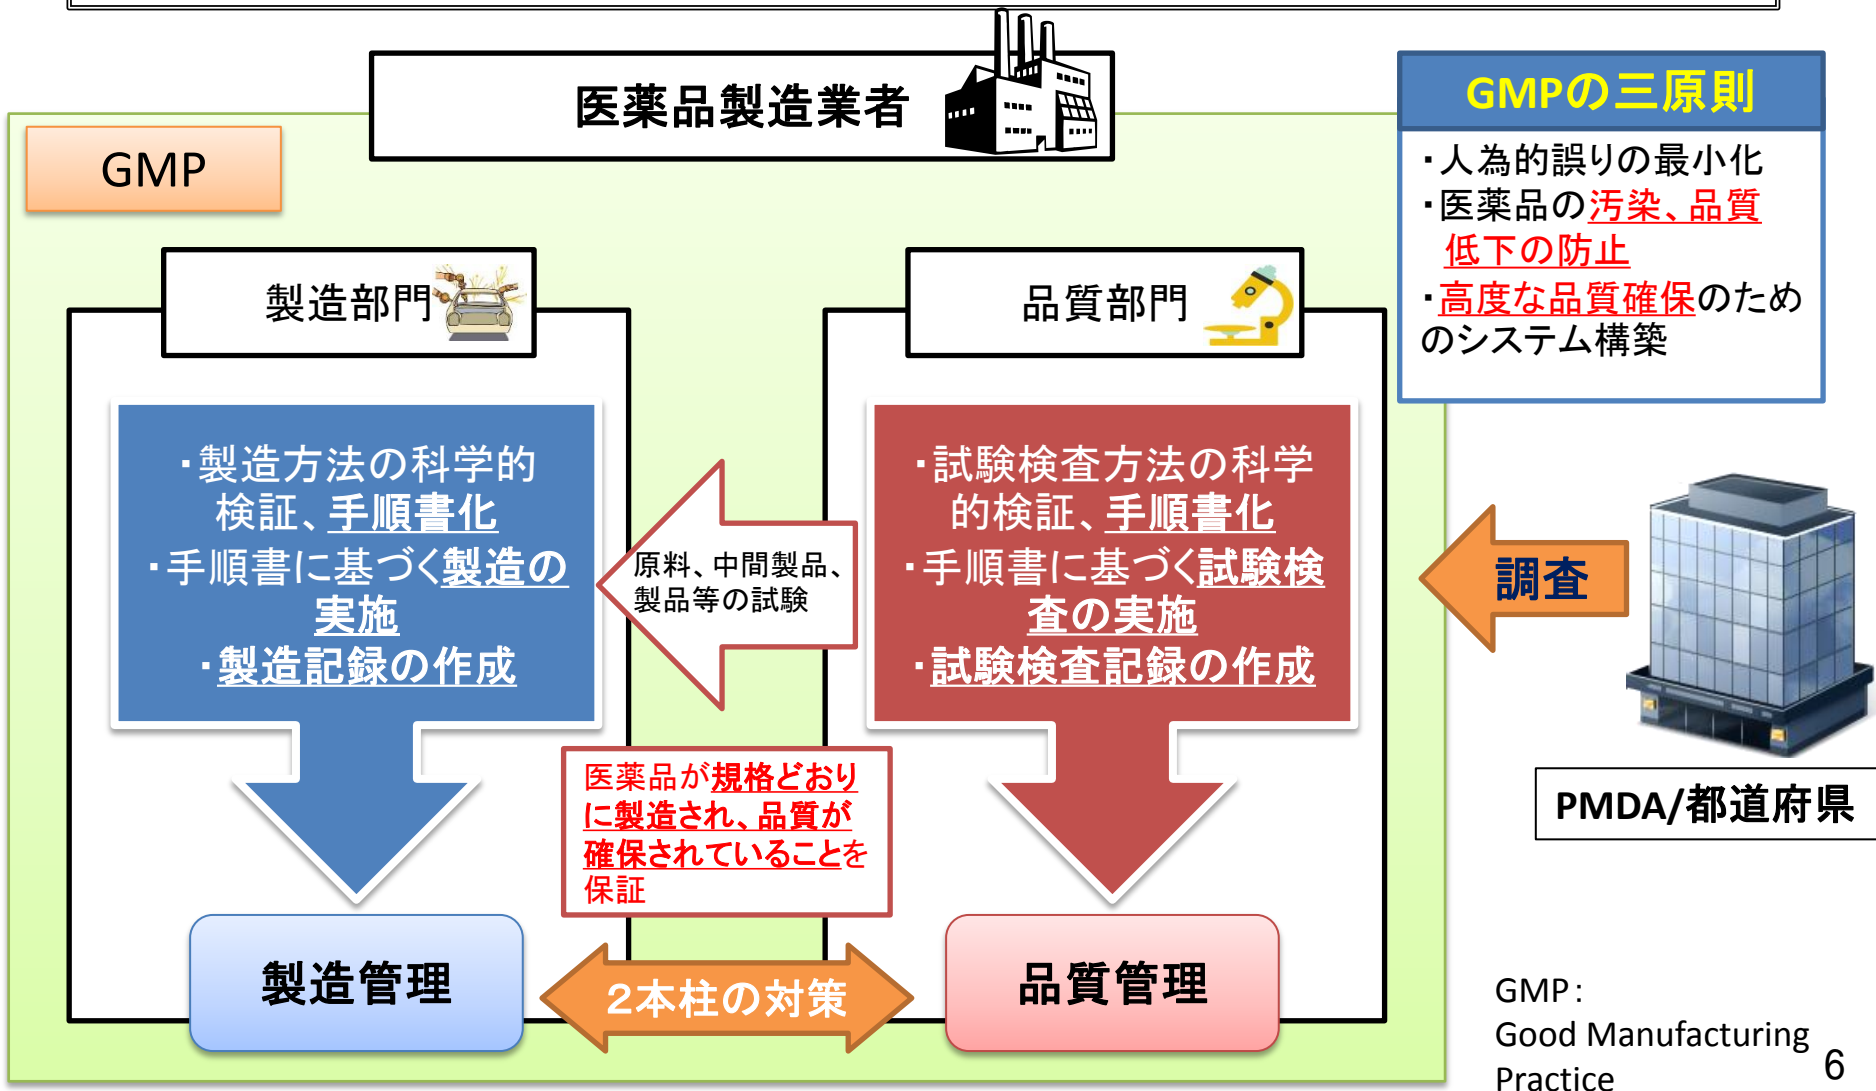 医薬品製造業者
GMP
GMPの三原則
・人為的誤りの最小化
・医薬品の汚染、品質
低下の防止
・高度な品質確保のため
のシステム構築
製造部門
品質部門
・製造方法の科学的
検証、手順書化
・手順書に基づく製造の
実施
・製造記録の作成
原料、中間製品、
製品等の試験
・試験検査方法の科学
的検証、手順書化
・手順書に基づく試験検
査の実施
・試験検査記録の作成
調査
PMDA/都道府県
医薬品が規格どおり
に製造され、品質が
確保されていることを
保証
製造管理
2本柱の対策
品質管理
GMP：
Good Manufacturing
Practice
6